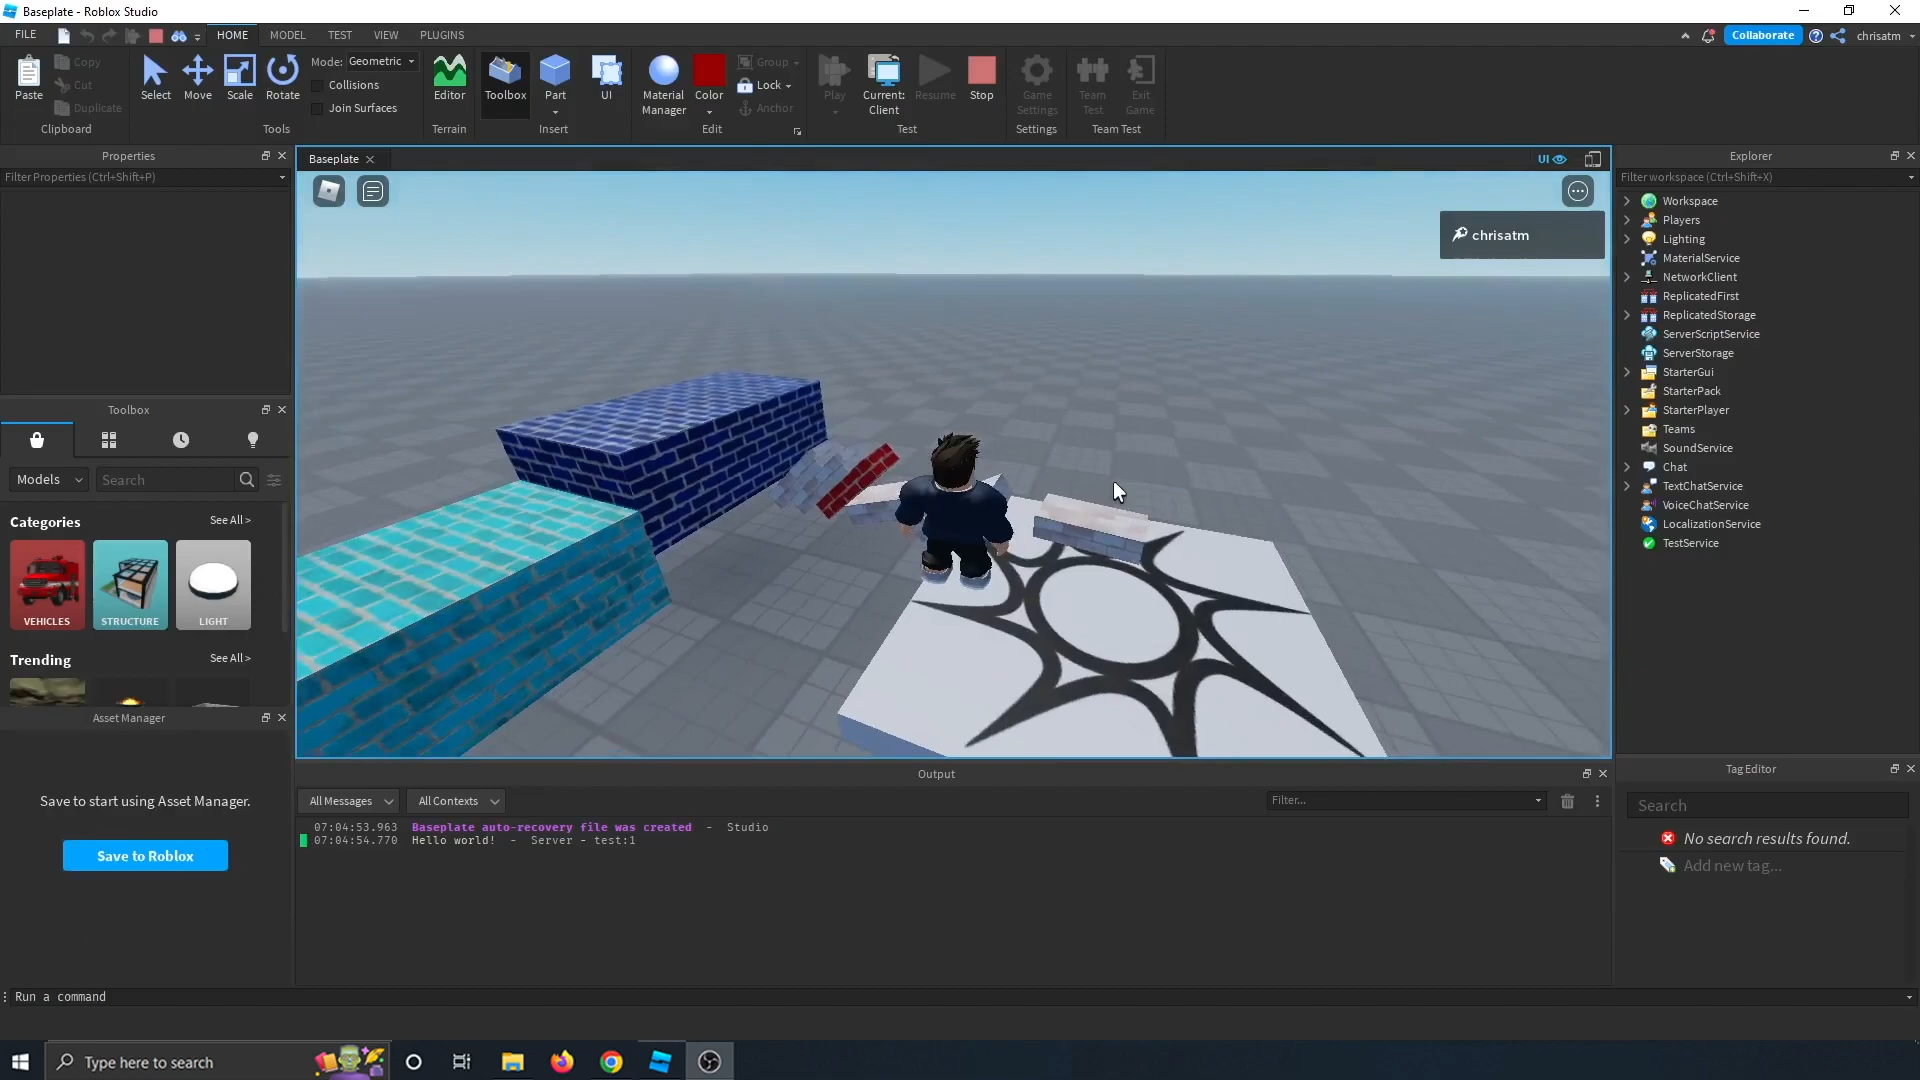 Baseplate - Roblox Studio
FILE
HOME
MODEL
TEST
VIEW
PLUGINS
Collaborate
chrisatm
Paste
Copy
Cut
Duplicate
Clipboard
Select
Move
Scale
Rotate
Mode: Geometric
Collisions
Join Surfaces
Tools
Editor
Terrain
Toolbox
Part
UI
Insert
Material
Manager
Color
Group
Lock
Anchor
Edit
Play
Current:
Client
Resume
Stop
Test
Game
Settings
Settings
Team
Test
Exit
Game
Team Test
Properties
Filter Properties (Ctrl+Shift+P)
Toolbox
Models
Search
Categories
See All >
VEHICLES
STRUCTURE
LIGHT
Trending
See All >
Asset Manager
Save to start using Asset Manager.
Save to Roblox
Baseplate
UI
chrisatm
Output
All Messages
All Contexts
Filter...
07:04:53.963 Baseplate auto-recovery file was created - Studio
07:04:54.770 Hello world! - Server - test:1
Explorer
Filter workspace (Ctrl+Shift+X)
Workspace
Players
Lighting
MaterialService
NetworkClient
ReplicatedFirst
ReplicatedStorage
ServerScriptService
ServerStorage
StarterGui
StarterPack
StarterPlayer
Teams
SoundService
Chat
TextChatService
VoiceChatService
LocalizationService
TestService
Tag Editor
Search
No search results found.
Add new tag...
Run a command
Type here to search